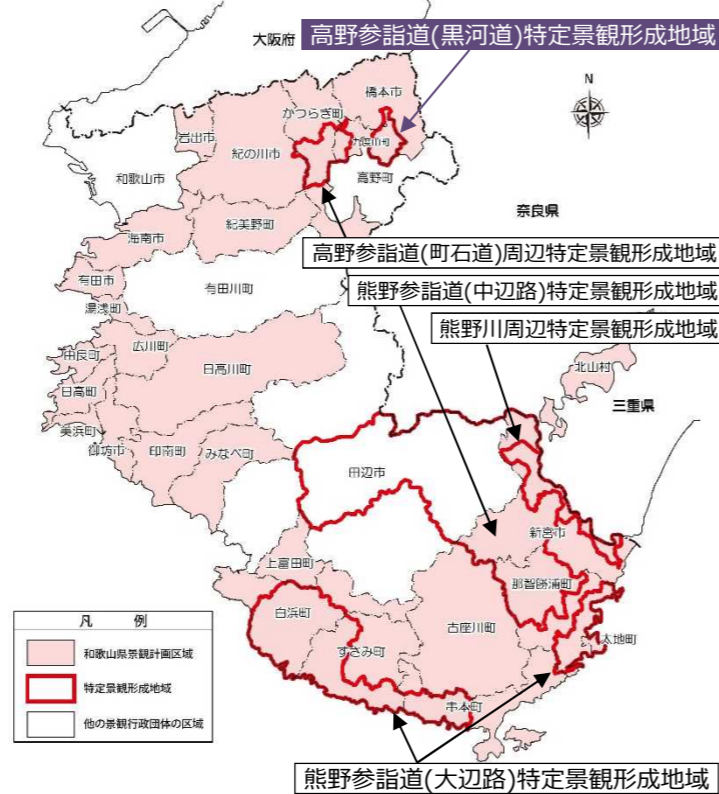 大阪府
高野参詣道(黒河道)特定景観形成地域
N
橋本市
かつらぎ町
岩出市
紀の川市
九度山町
和歌山市
高野町
奈良県
紀美野町
海南市
高野参詣道(町石道)周辺特定景観形成地域
有田市
有田川町
熊野参詣道(中辺路)特定景観形成地域
湯浅町
熊野川周辺特定景観形成地域
広川町
由良町
北山村
日高川町
日高町
三重県
美浜町
御坊市
印南町
みなべ町
田辺市
新宮市
上富田町
那智勝浦町
白浜町
古座川町
太地町
すさみ町
串本町
凡 例
和歌山県景観計画区域
特定景観形成地域
他の景観行政団体の区域
熊野参詣道(大辺路)特定景観形成地域